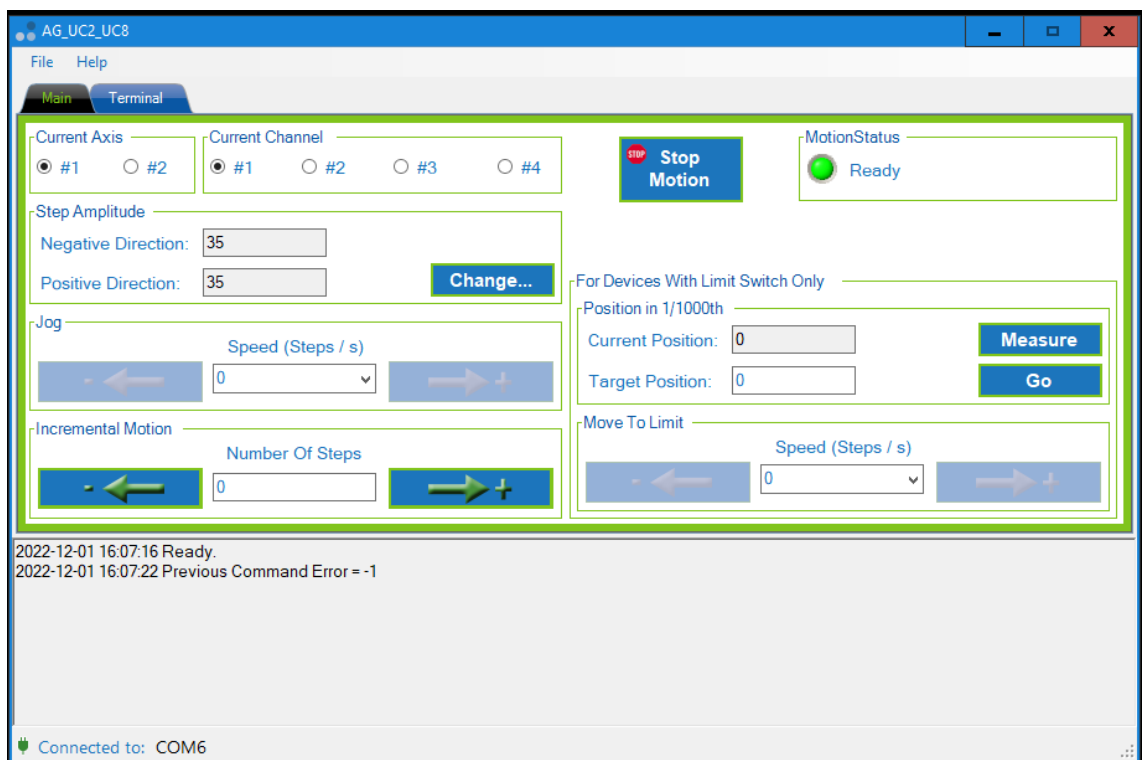 AG_UC2_UC8
File Help
Main Terminal
Current Axis
#1 #2
Current Channel
#1 #2 #3 #4
STOP
Stop
Motion
MotionStatus
Ready
Step Amplitude
Negative Direction: 35
Positive Direction: 35
Change...
Jog
Speed (Steps / s)
- 0 +
Incremental Motion
Number Of Steps
- 0 +
For Devices With Limit Switch Only
Position in 1/1000th
Current Position: 0 Measure
Target Position: 0 Go
Move To Limit
Speed (Steps / s)
- 0 +
2022-12-01 16:07:16 Ready.
2022-12-01 16:07:22 Previous Command Error = -1
Connected to: COM6